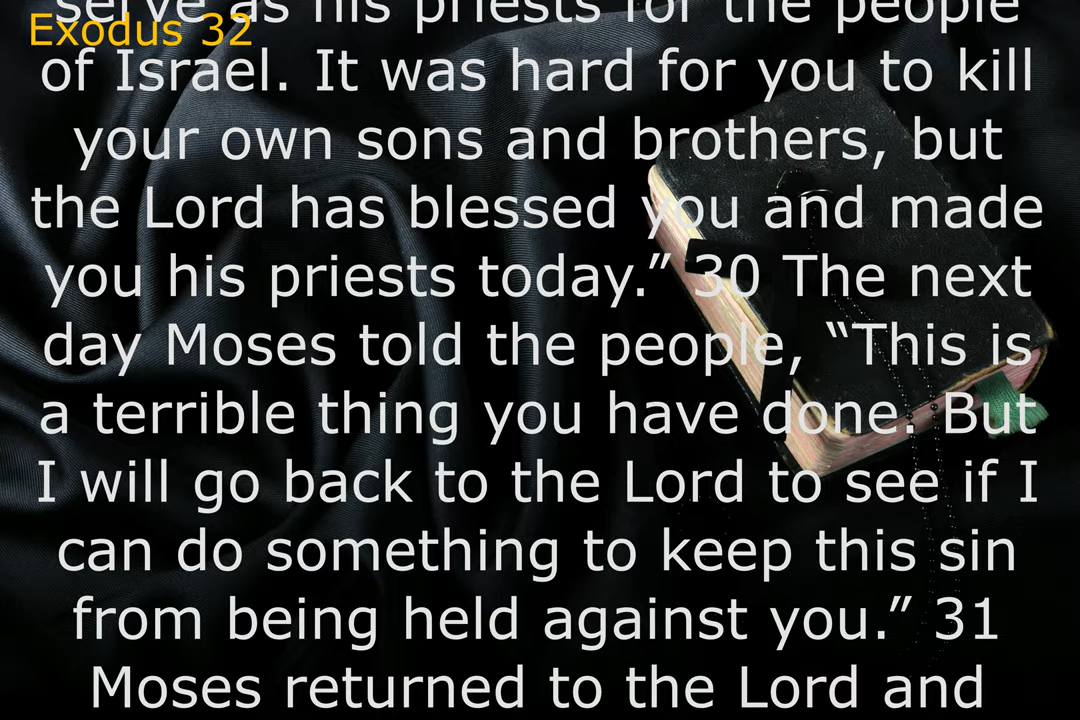 serve as his priests for the people
Exodus 32
of Israel. It was hard for you to kill
your own sons and brothers, but
the Lord has blessed you and made
you his priests today.” 30 The next
day Moses told the people, “This is
a terrible thing you have done. But
I will go back to the Lord to see if I
can do something to keep this sin
from being held against you.” 31
Moses returned to the Lord and